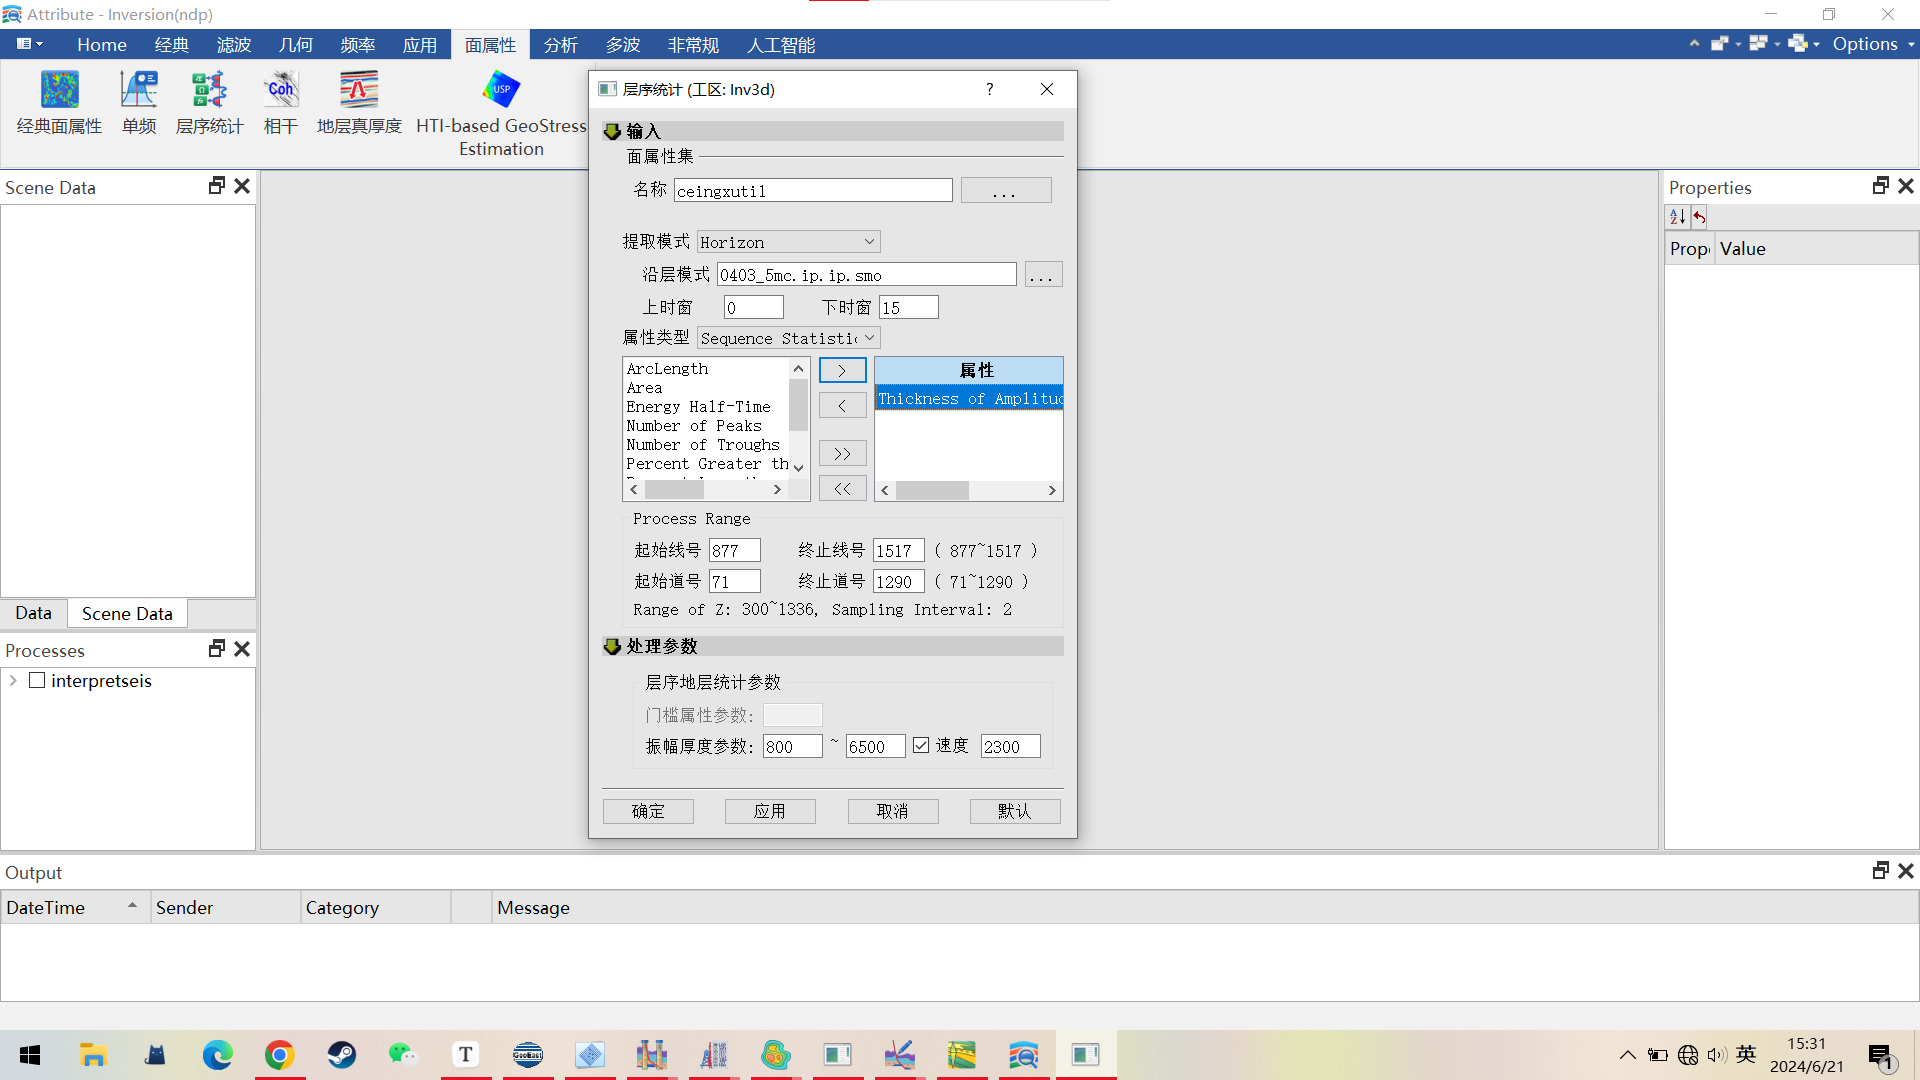 Attribute - Inversion(ndp)
Home 经典 滤波 几何 频率 应用 面属性 分析 多波 非常规 人工智能 Options
经典面属性 单频 层序统计 相干 地层真厚度 HTI-based GeoStress Estimation
Coh
USP
层序统计 (工区: Inv3d)
?
输入
面属性集
名称 ceingxutil ...
提取模式 Horizon
沿层模式 0403_5mc.ip.ip.smo ...
上时窗 0 下时窗 15
属性类型 Sequence Statistic
ArcLength
Area
Energy Half-Time
Number of Peaks
Number of Troughs
Percent Greater th
>
<
>>
<<
属性
Thickness of Amplitud
Process Range
起始线号 877 终止线号 1517 ( 877~1517 )
起始道号 71 终止道号 1290 ( 71~1290 )
Range of Z: 300~1336, Sampling Interval: 2
处理参数
层序地层统计参数
门槛属性参数:
振幅厚度参数: 800 ~ 6500 速度 2300
确定 应用 取消 默认
Scene Data
Data Scene Data
Processes
interpretseis
Properties
Prop Value
Output
DateTime Sender Category Message
T
GeoEast
英
15:31
2024/6/21
1